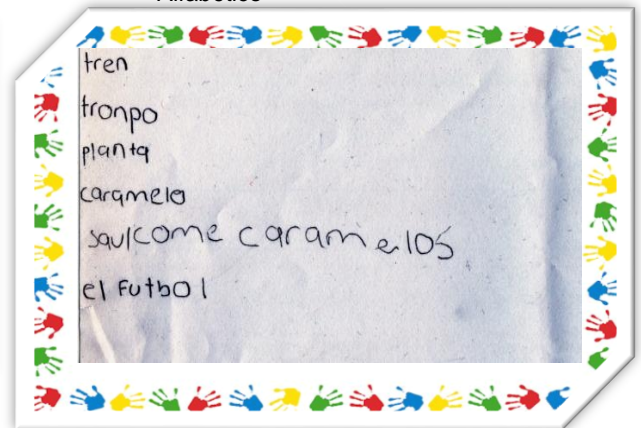 tren
tronpo
planta
caramelo
saulcome caramelos
el Futbol